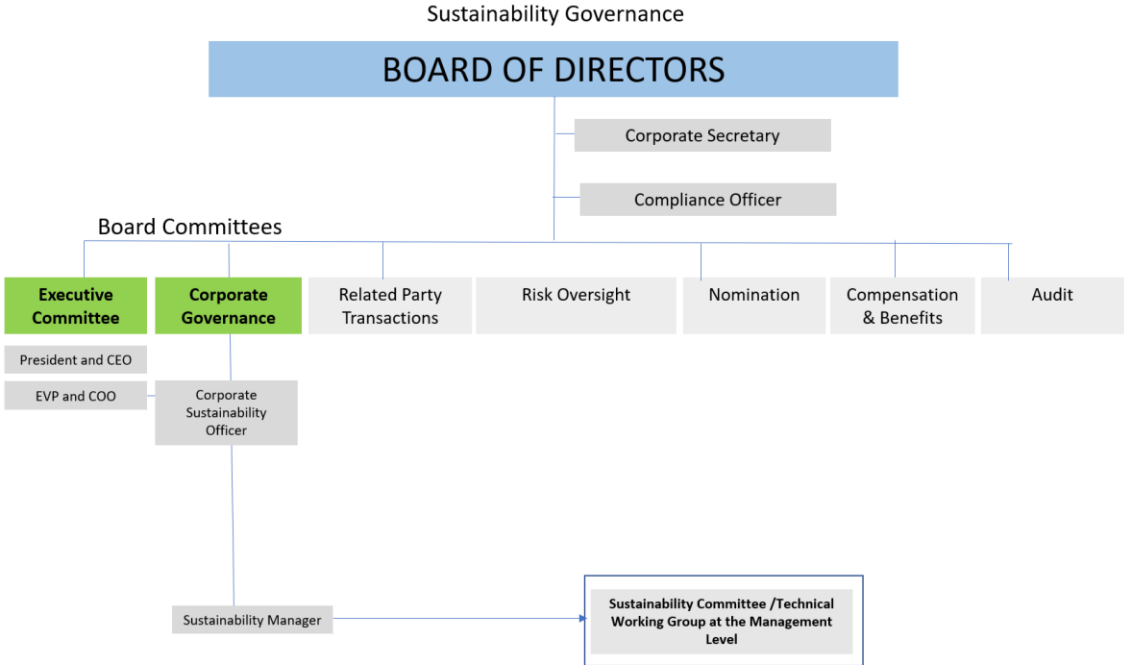 Sustainability Governance
BOARD OF DIRECTORS
Corporate Secretary
Compliance Officer
Board Committees
Executive
Committee
Corporate
Governance
Related Party
Transactions
Risk Oversight
Nomination
Compensation
& Benefits
Audit
President and CEO
EVP and COO
Corporate
Sustainability
Officer
Sustainability Manager
Sustainability Committee /Technical
Working Group at the Management
Level